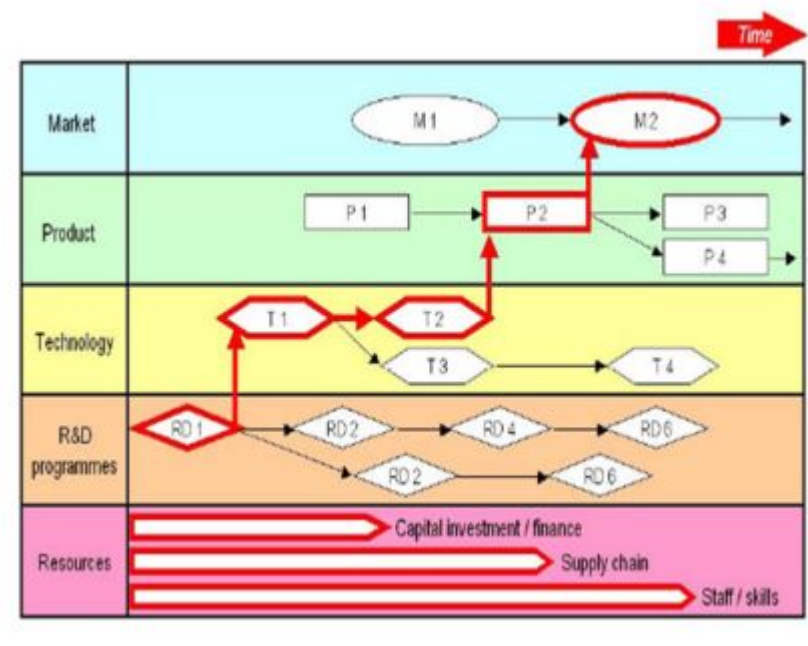 Time
Market
M1
M2
Product
P1
P2
P3
P4
Technology
T1
T2
T3
T4
R&D
programmes
RD1
RD2
RD4
RD6
RD2
RD6
Resources
Capital investment / finance
Supply chain
Staff / skills